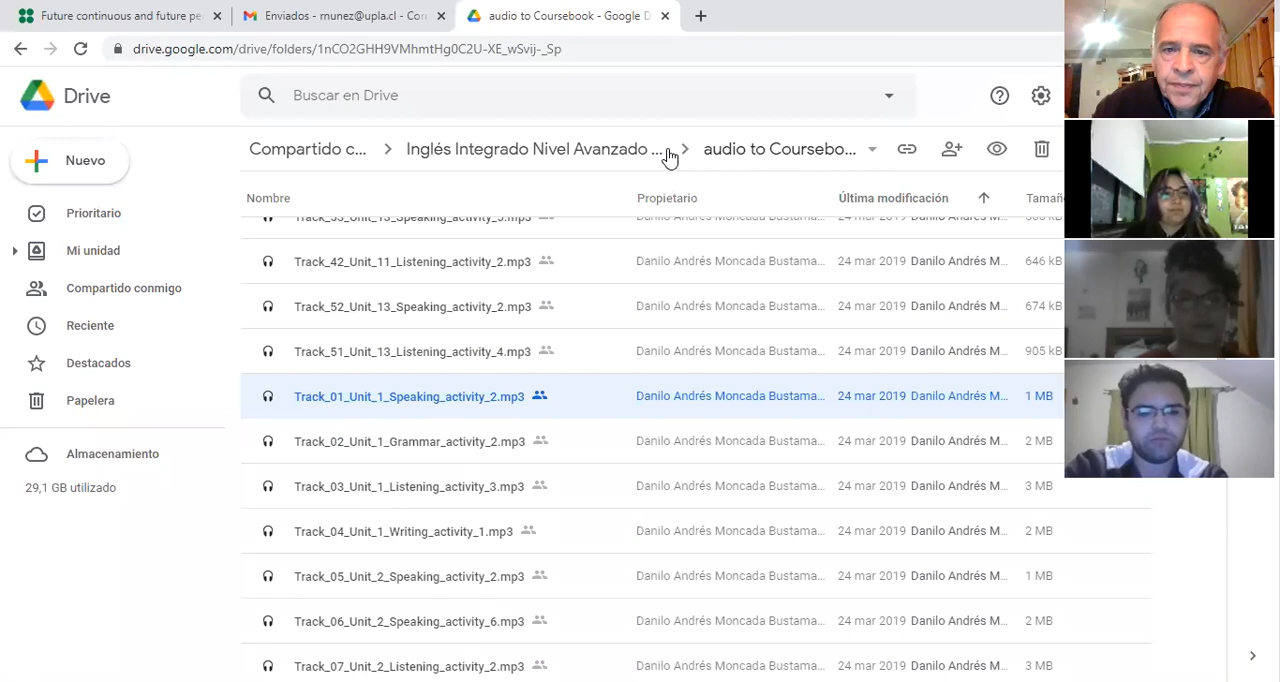 Future continuous and future pe
Enviados - munez@upla.cl - Cor
audio to Coursebook - Google D
drive.google.com/drive/folders/1nCO2GHH9VMhmtHg0C2U-XE_wSvij-_Sp
Drive
Buscar en Drive
Nuevo
Compartido c... > Inglés Integrado Nivel Avanzado ... > audio to Coursebo...
Prioritario
Mi unidad
Compartido conmigo
Reciente
Destacados
Papelera
Almacenamiento
29,1 GB utilizado
Nombre Propietario Última modificación Tamañ
Track_53_Unit_13_Speaking_5.mp3 24 mar 2019 Danilo Andrés M...
Track_42_Unit_11_Listening_activity_2.mp3 Danilo Andrés Moncada Bustama... 24 mar 2019 Danilo Andrés M... 646 kB
Track_52_Unit_13_Speaking_activity_2.mp3 Danilo Andrés Moncada Bustama... 24 mar 2019 Danilo Andrés M... 674 kB
Track_51_Unit_13_Listening_activity_4.mp3 Danilo Andrés Moncada Bustama... 24 mar 2019 Danilo Andrés M... 905 kB
Track_01_Unit_1_Speaking_activity_2.mp3 Danilo Andrés Moncada Bustama... 24 mar 2019 Danilo Andrés M... 1 MB
Track_02_Unit_1_Grammar_activity_2.mp3 Danilo Andrés Moncada Bustama... 24 mar 2019 Danilo Andrés M... 2 MB
Track_03_Unit_1_Listening_activity_3.mp3 Danilo Andrés Moncada Bustama... 24 mar 2019 Danilo Andrés M... 3 MB
Track_04_Unit_1_Writing_activity_1.mp3 Danilo Andrés Moncada Bustama... 24 mar 2019 Danilo Andrés M... 2 MB
Track_05_Unit_2_Speaking_activity_2.mp3 Danilo Andrés Moncada Bustama... 24 mar 2019 Danilo Andrés M... 1 MB
Track_06_Unit_2_Speaking_activity_6.mp3 Danilo Andrés Moncada Bustama... 24 mar 2019 Danilo Andrés M... 2 MB
Track_07_Unit_2_Listening_activity_2.mp3 Danilo Andrés Moncada Bustama... 24 mar 2019 Danilo Andrés M... 3 MB